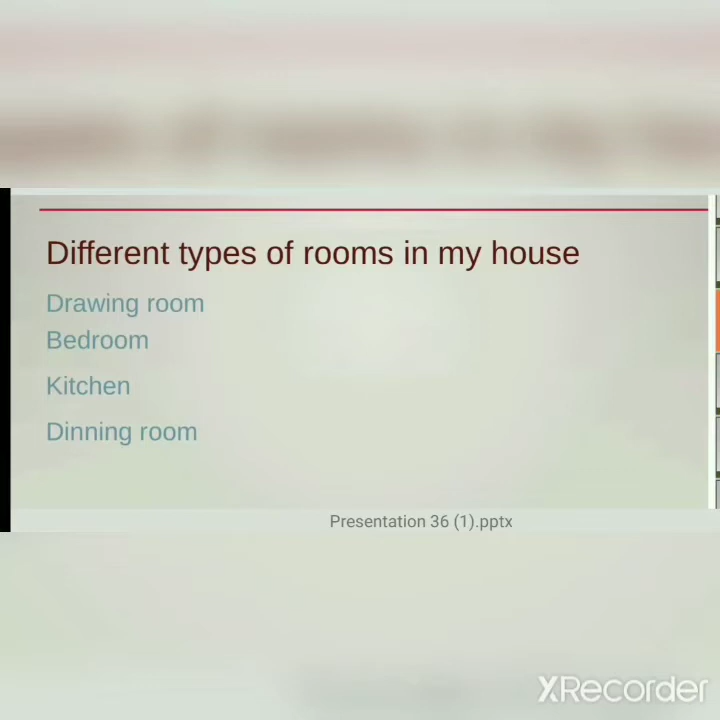 Different types of rooms in my house
Drawing room
Bedroom
Kitchen
Dinning room
Presentation 36 (1).pptx
XRecorder